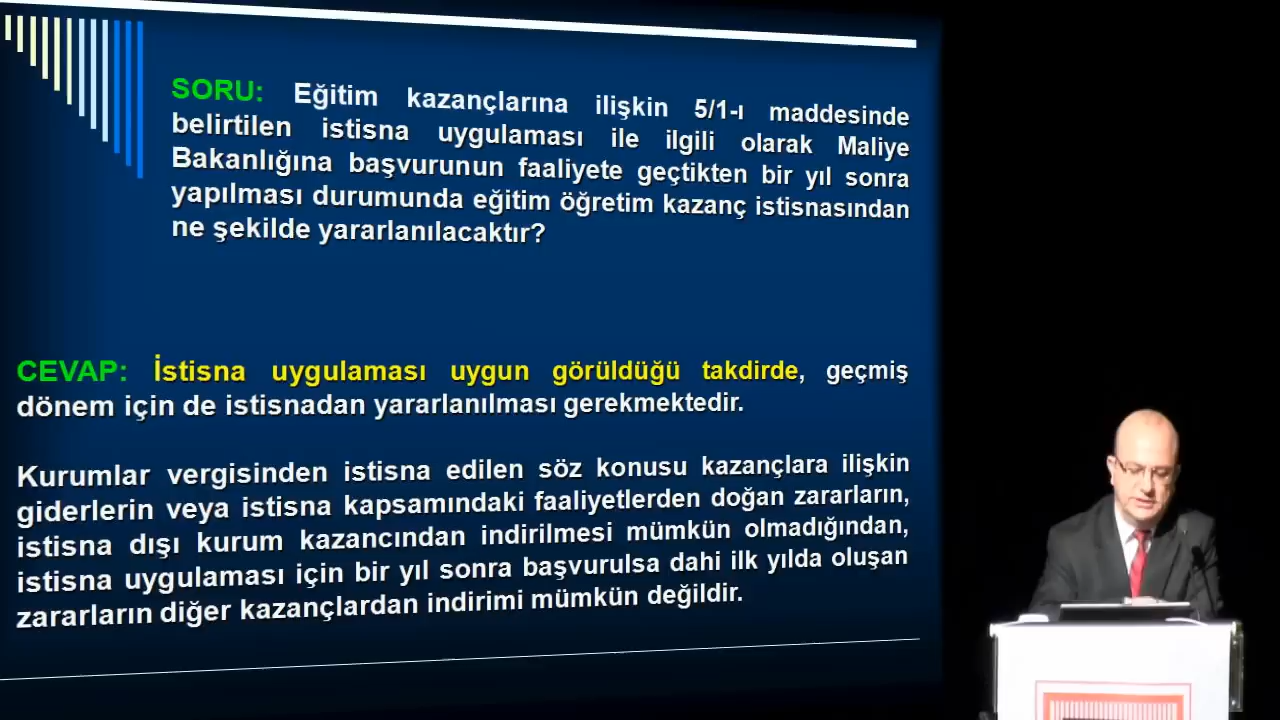 SORU: Eğitim kazançlarına ilişkin 5/1-ı maddesinde
belirtilen istisna uygulaması ile ilgili olarak Maliye
Bakanlığına başvurunun faaliyete geçtikten bir yıl sonra
yapılması durumunda eğitim öğretim kazanç istisnasından
ne şekilde yararlanılacaktır?
CEVAP: İstisna uygulaması uygun görüldüğü takdirde, geçmiş
dönem için de istisnadan yararlanılması gerekmektedir.
Kurumlar vergisinden istisna edilen söz konusu kazançlara ilişkin
giderlerin veya istisna kapsamındaki faaliyetlerden doğan zararların,
istisna dışı kurum kazancından indirilmesi mümkün olmadığından,
istisna uygulaması için bir yıl sonra başvurulsa dahi ilk yılda oluşan
zararların diğer kazançlardan indirimi mümkün değildir.